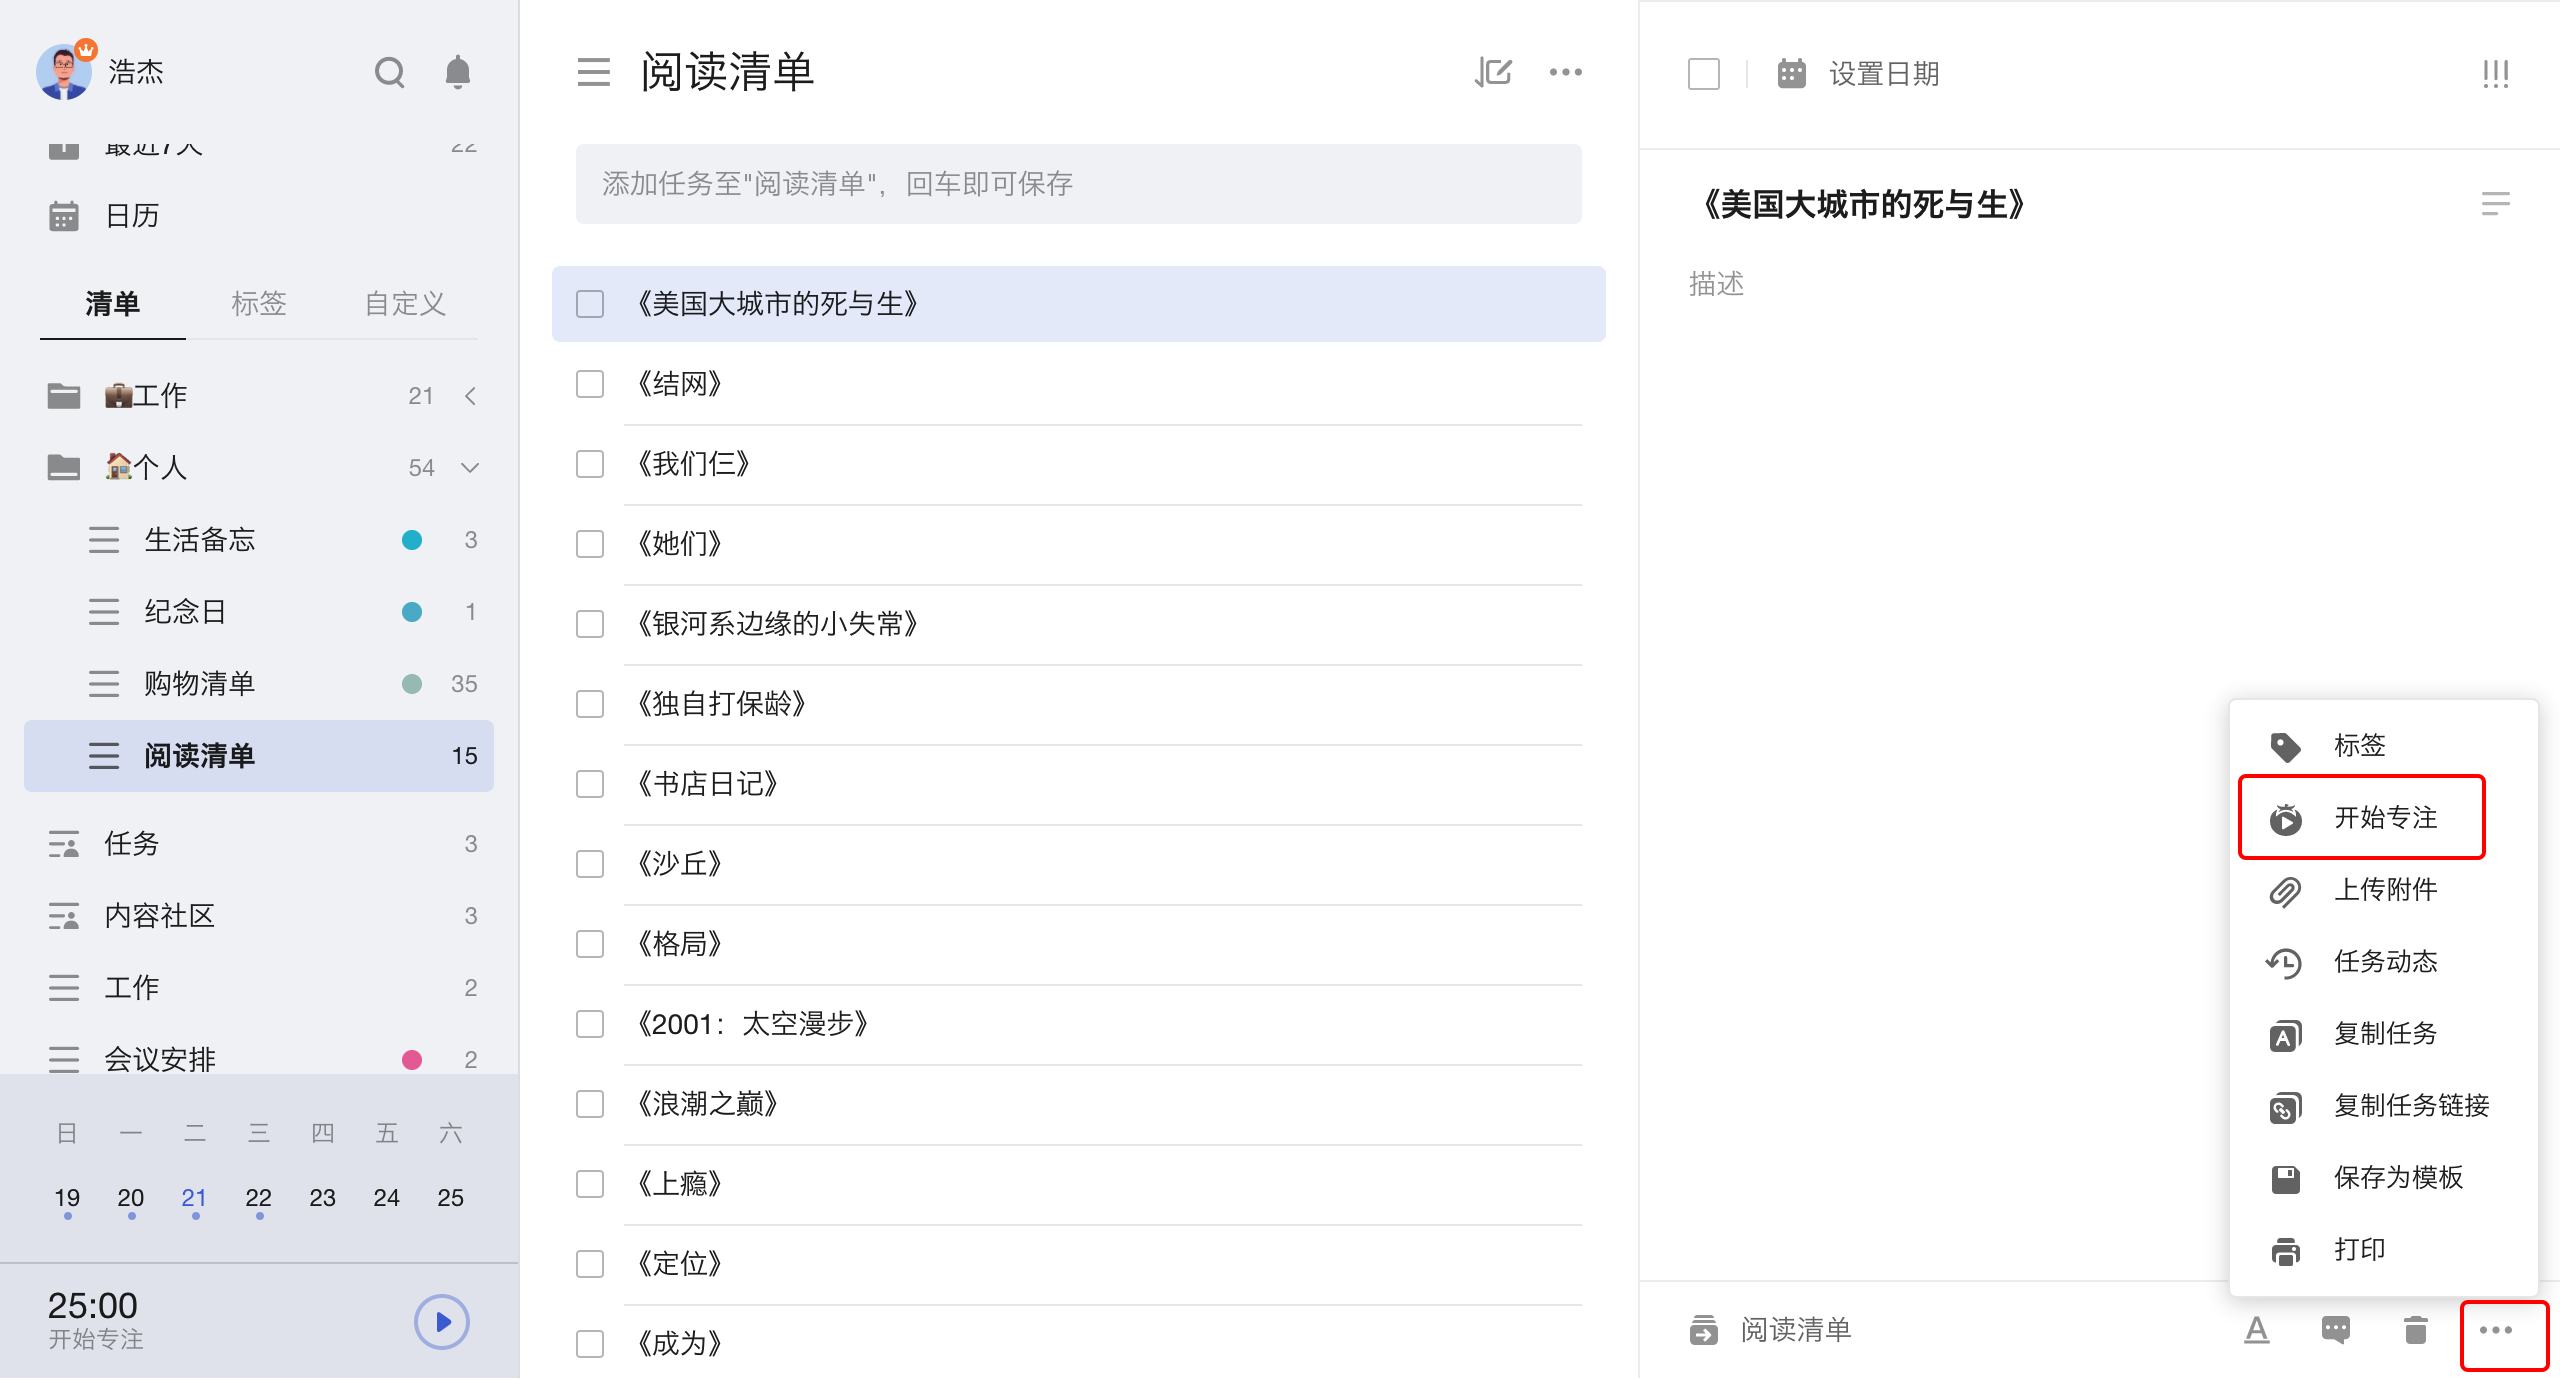 浩杰
最近7天
22
日历
清单 标签 自定义
💼工作 21
🏠个人 54
生活备忘 3
纪念日 1
购物清单 35
阅读清单 15
任务 3
内容社区 3
工作 2
会议安排 2
日 一 二 三 四 五 六
19 20 21 22 23 24 25
25:00
开始专注
阅读清单
添加任务至"阅读清单"，回车即可保存
《美国大城市的死与生》
《结网》
《我们仨》
《她们》
《银河系边缘的小失常》
《独自打保龄》
《书店日记》
《沙丘》
《格局》
《2001：太空漫步》
《浪潮之巅》
《上瘾》
《定位》
《成为》
设置日期
《美国大城市的死与生》
描述
标签
开始专注
上传附件
任务动态
复制任务
复制任务链接
保存为模板
打印
阅读清单